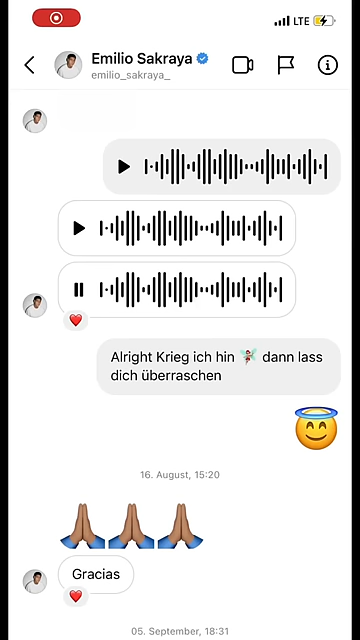 LTE
Emilio Sakraya
emilio_sakraya_
Alright Krieg ich hin 🧚🏻 dann lass
dich überraschen
😇
16. August, 15:20
🙏🏽🙏🏽🙏🏽
Gracias
05. September, 18:31